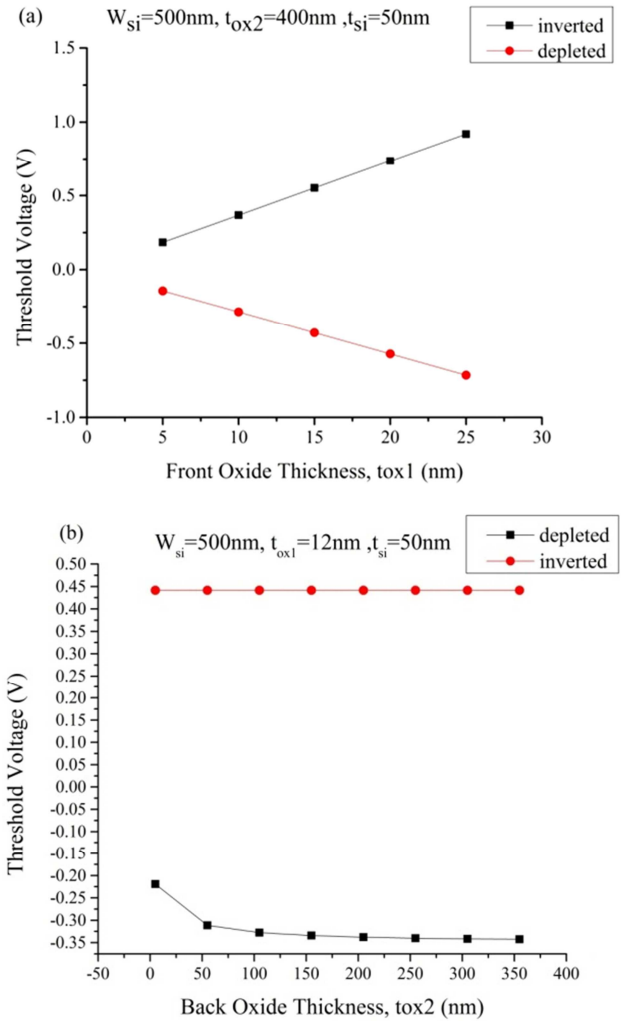 (a)
Wsi=500nm, tox2=400nm ,tsi=50nm
inverted
depleted
1.5
1.0
0.5
0.0
-0.5
-1.0
Threshold Voltage (V)
0 5 10 15 20 25 30
Front Oxide Thickness, tox1 (nm)
(b)
Wsi=500nm, tox1=12nm ,tsi=50nm
depleted
inverted
0.50
0.45
0.40
0.35
0.30
0.25
0.20
0.15
0.10
0.05
0.00
-0.05
-0.10
-0.15
-0.20
-0.25
-0.30
-0.35
Threshold Voltage (V)
-50 0 50 100 150 200 250 300 350 400
Back Oxide Thickness, tox2 (nm)